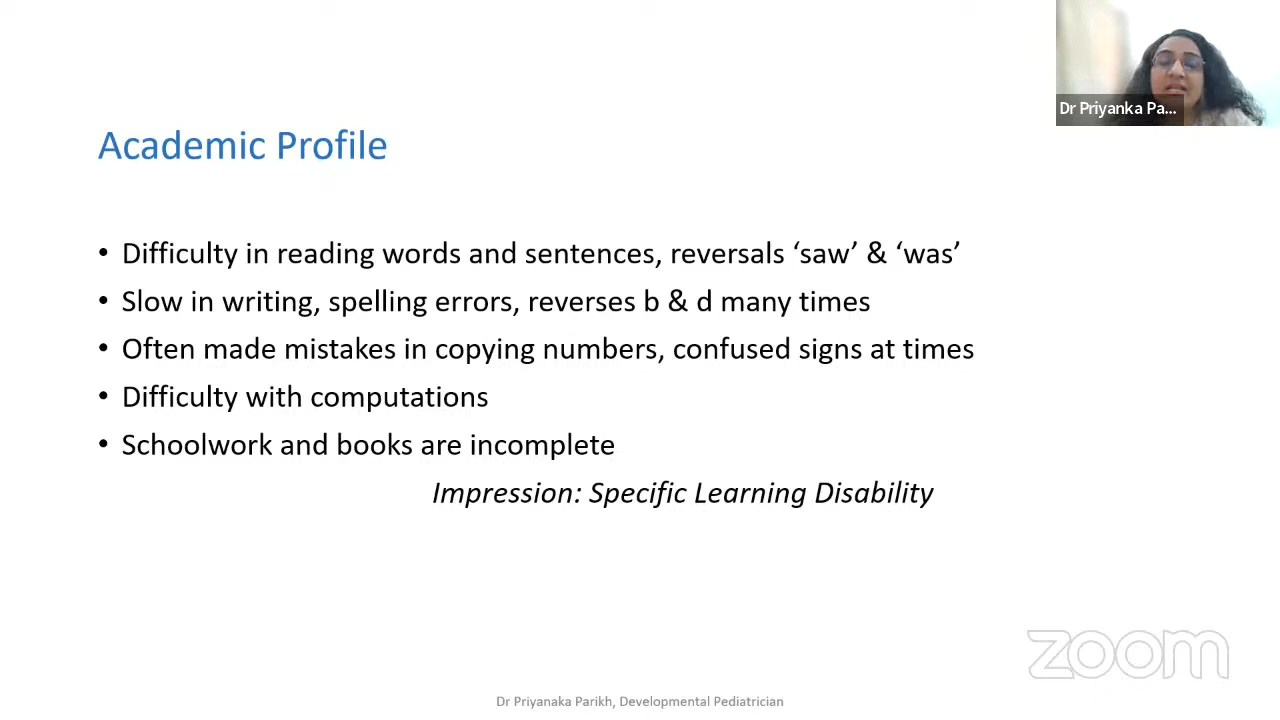 Dr Priyanka Pa...
Academic Profile
• Difficulty in reading words and sentences, reversals ‘saw’ & ‘was’
• Slow in writing, spelling errors, reverses b & d many times
• Often made mistakes in copying numbers, confused signs at times
• Difficulty with computations
• Schoolwork and books are incomplete
Impression: Specific Learning Disability
zoom
Dr Priyanaka Parikh, Developmental Pediatrician